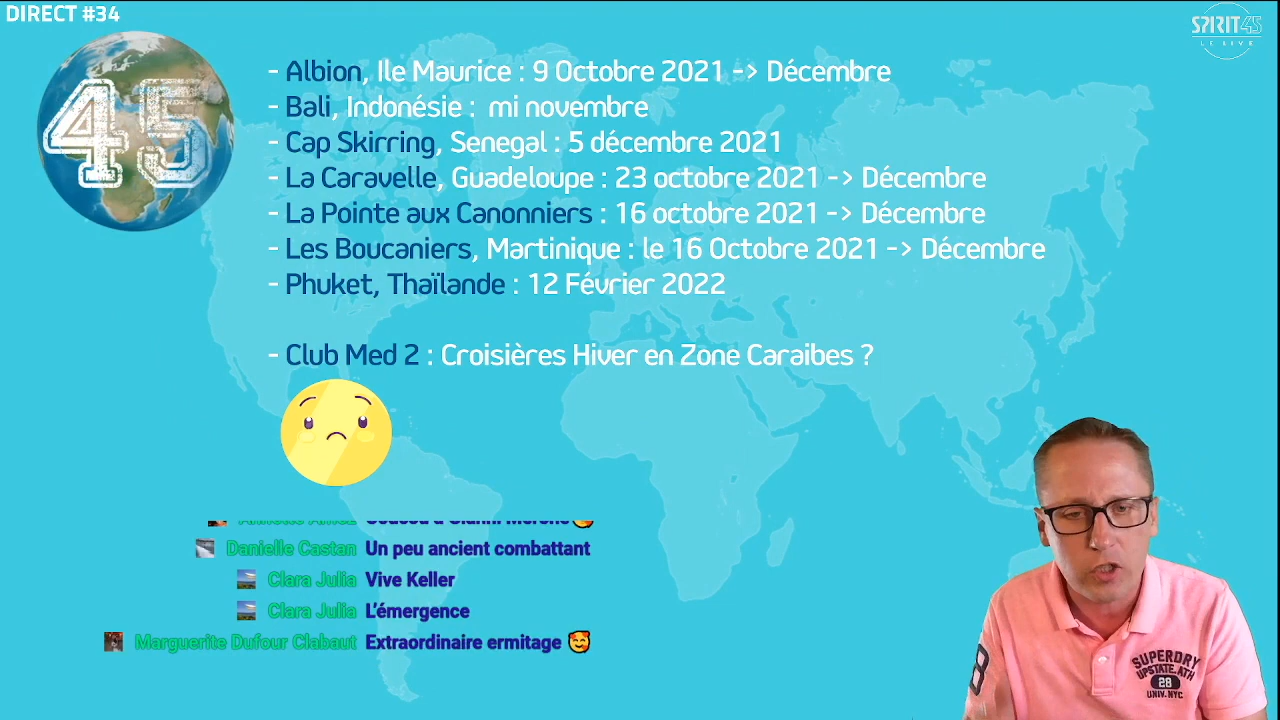 DIRECT #34
SPIRIT45
LE LIVE
45
- Albion, Ile Maurice : 9 Octobre 2021 -> Décembre
- Bali, Indonésie : mi novembre
- Cap Skirring, Senegal : 5 décembre 2021
- La Caravelle, Guadeloupe : 23 octobre 2021 -> Décembre
- La Pointe aux Canonniers : 16 octobre 2021 -> Décembre
- Les Boucaniers, Martinique : le 16 Octobre 2021 -> Décembre
- Phuket, Thaïlande : 12 Février 2022
- Club Med 2 : Croisières Hiver en Zone Caraibes ?
Danielle Castan Un peu ancient combattant
Clara Julia Vive Keller
Clara Julia L'émergence
Marguerite Dufour Clabaut Extraordinaire ermitage 🥰
SUPERDRY
UPSTATE.ATH
28
UNIV.NYC